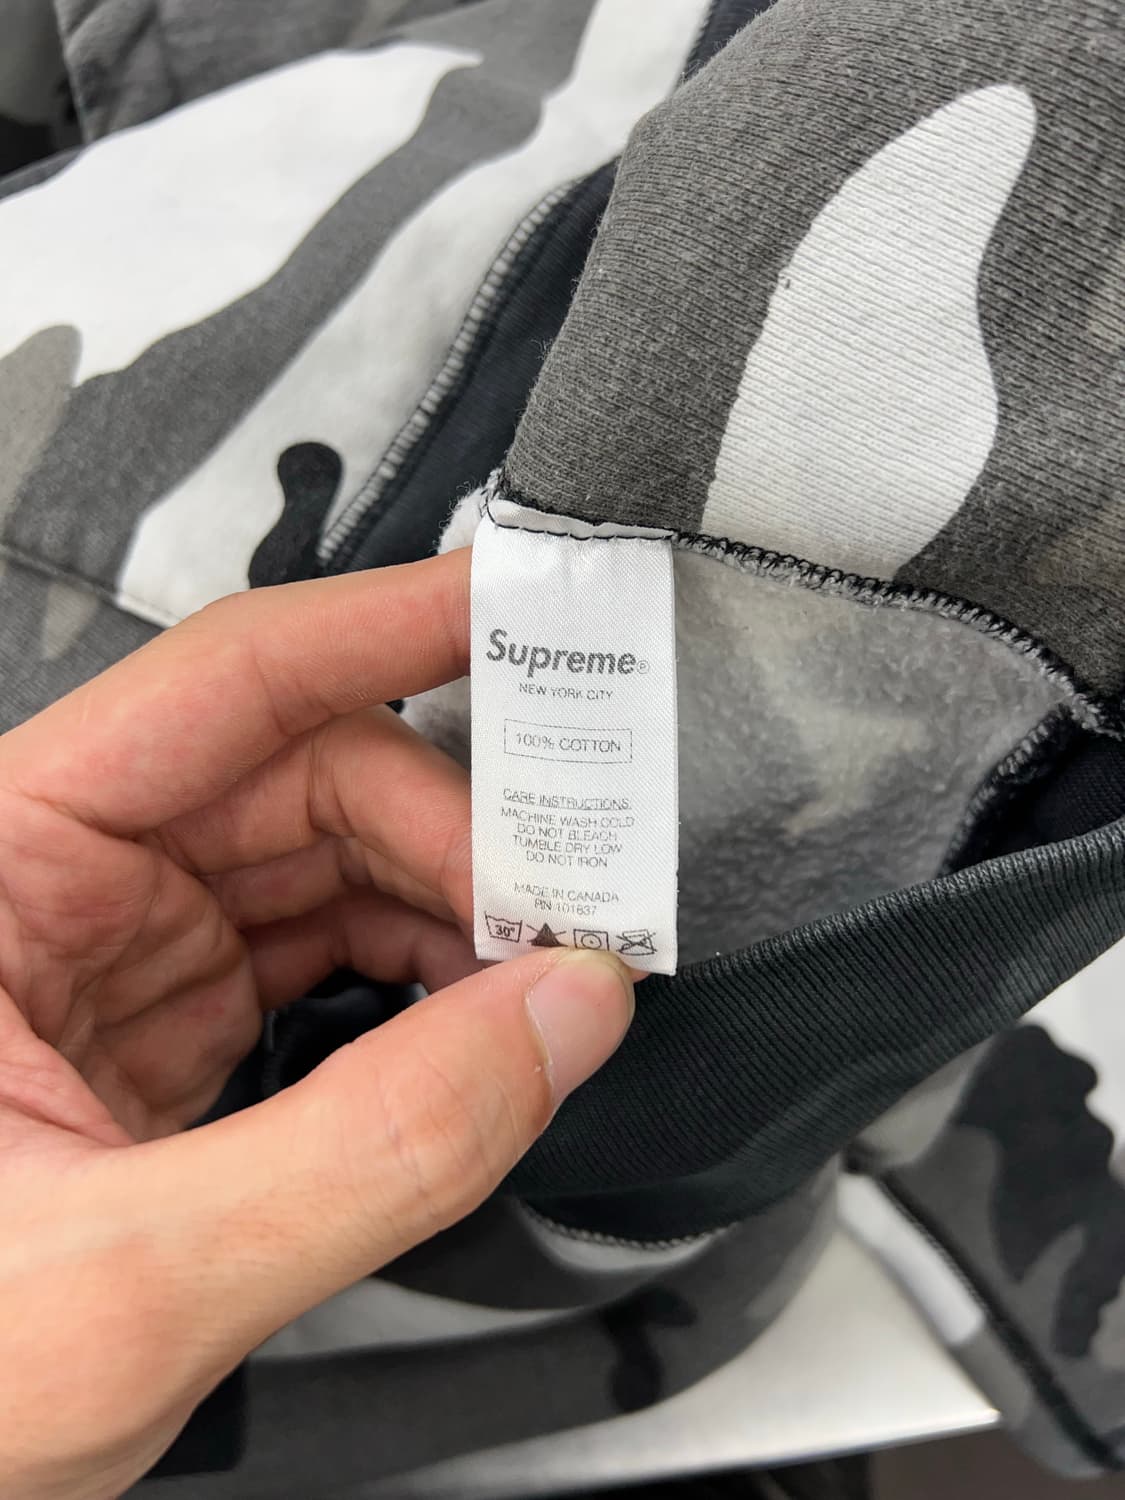 Supreme®
NEW YORK CITY
100% COTTON
CARE INSTRUCTIONS:
MACHINE WASH COLD
DO NOT BLEACH
TUMBLE DRY LOW
DO NOT IRON
MADE IN CANADA
RN 101837
30°